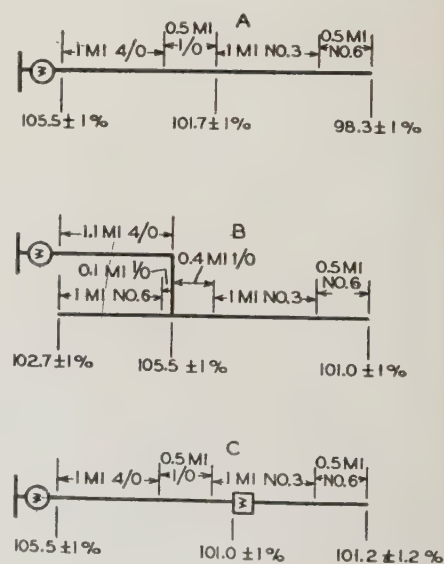 A
0.5 MI
1 MI 4/0 1/0 1 MI NO.3 0.5 MI NO.6
105.5 ± 1% 101.7 ± 1% 98.3 ± 1%
B
1.1 MI 4/0
0.4 MI 1/0
0.1 MI 1/0 0.5 MI
1 MI NO.6 1 MI NO.3 NO.6
102.7 ± 1% 105.5 ± 1% 101.0 ± 1%
C
0.5 MI 0.5 MI
1 MI 4/0 1/0 1 MI NO.3 NO.6
105.5 ± 1% 101.0 ± 1% 101.2 ± 1.2%